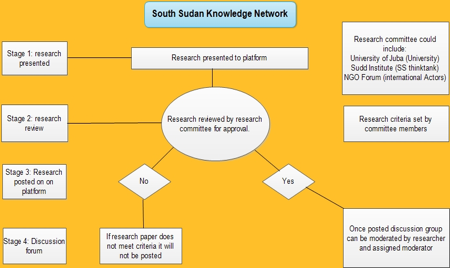 South Sudan Knowledge Network
Stage 1: research
presented
Research presented to platform
Research committee could
include:
University of Juba (University)
Sudd Institute (SS thinktank)
NGO Forum (international Actors)
Stage 2: research
review
Research reviewed by research
committee for approval.
Research criteria set by
committee members
Stage 3: Research
posted on on
platform
No
Yes
Stage 4: Discussion
forum
If research paper does
not meet criteria it will
not be posted
Once posted discussion group
can be moderated by researcher
and assigned moderator